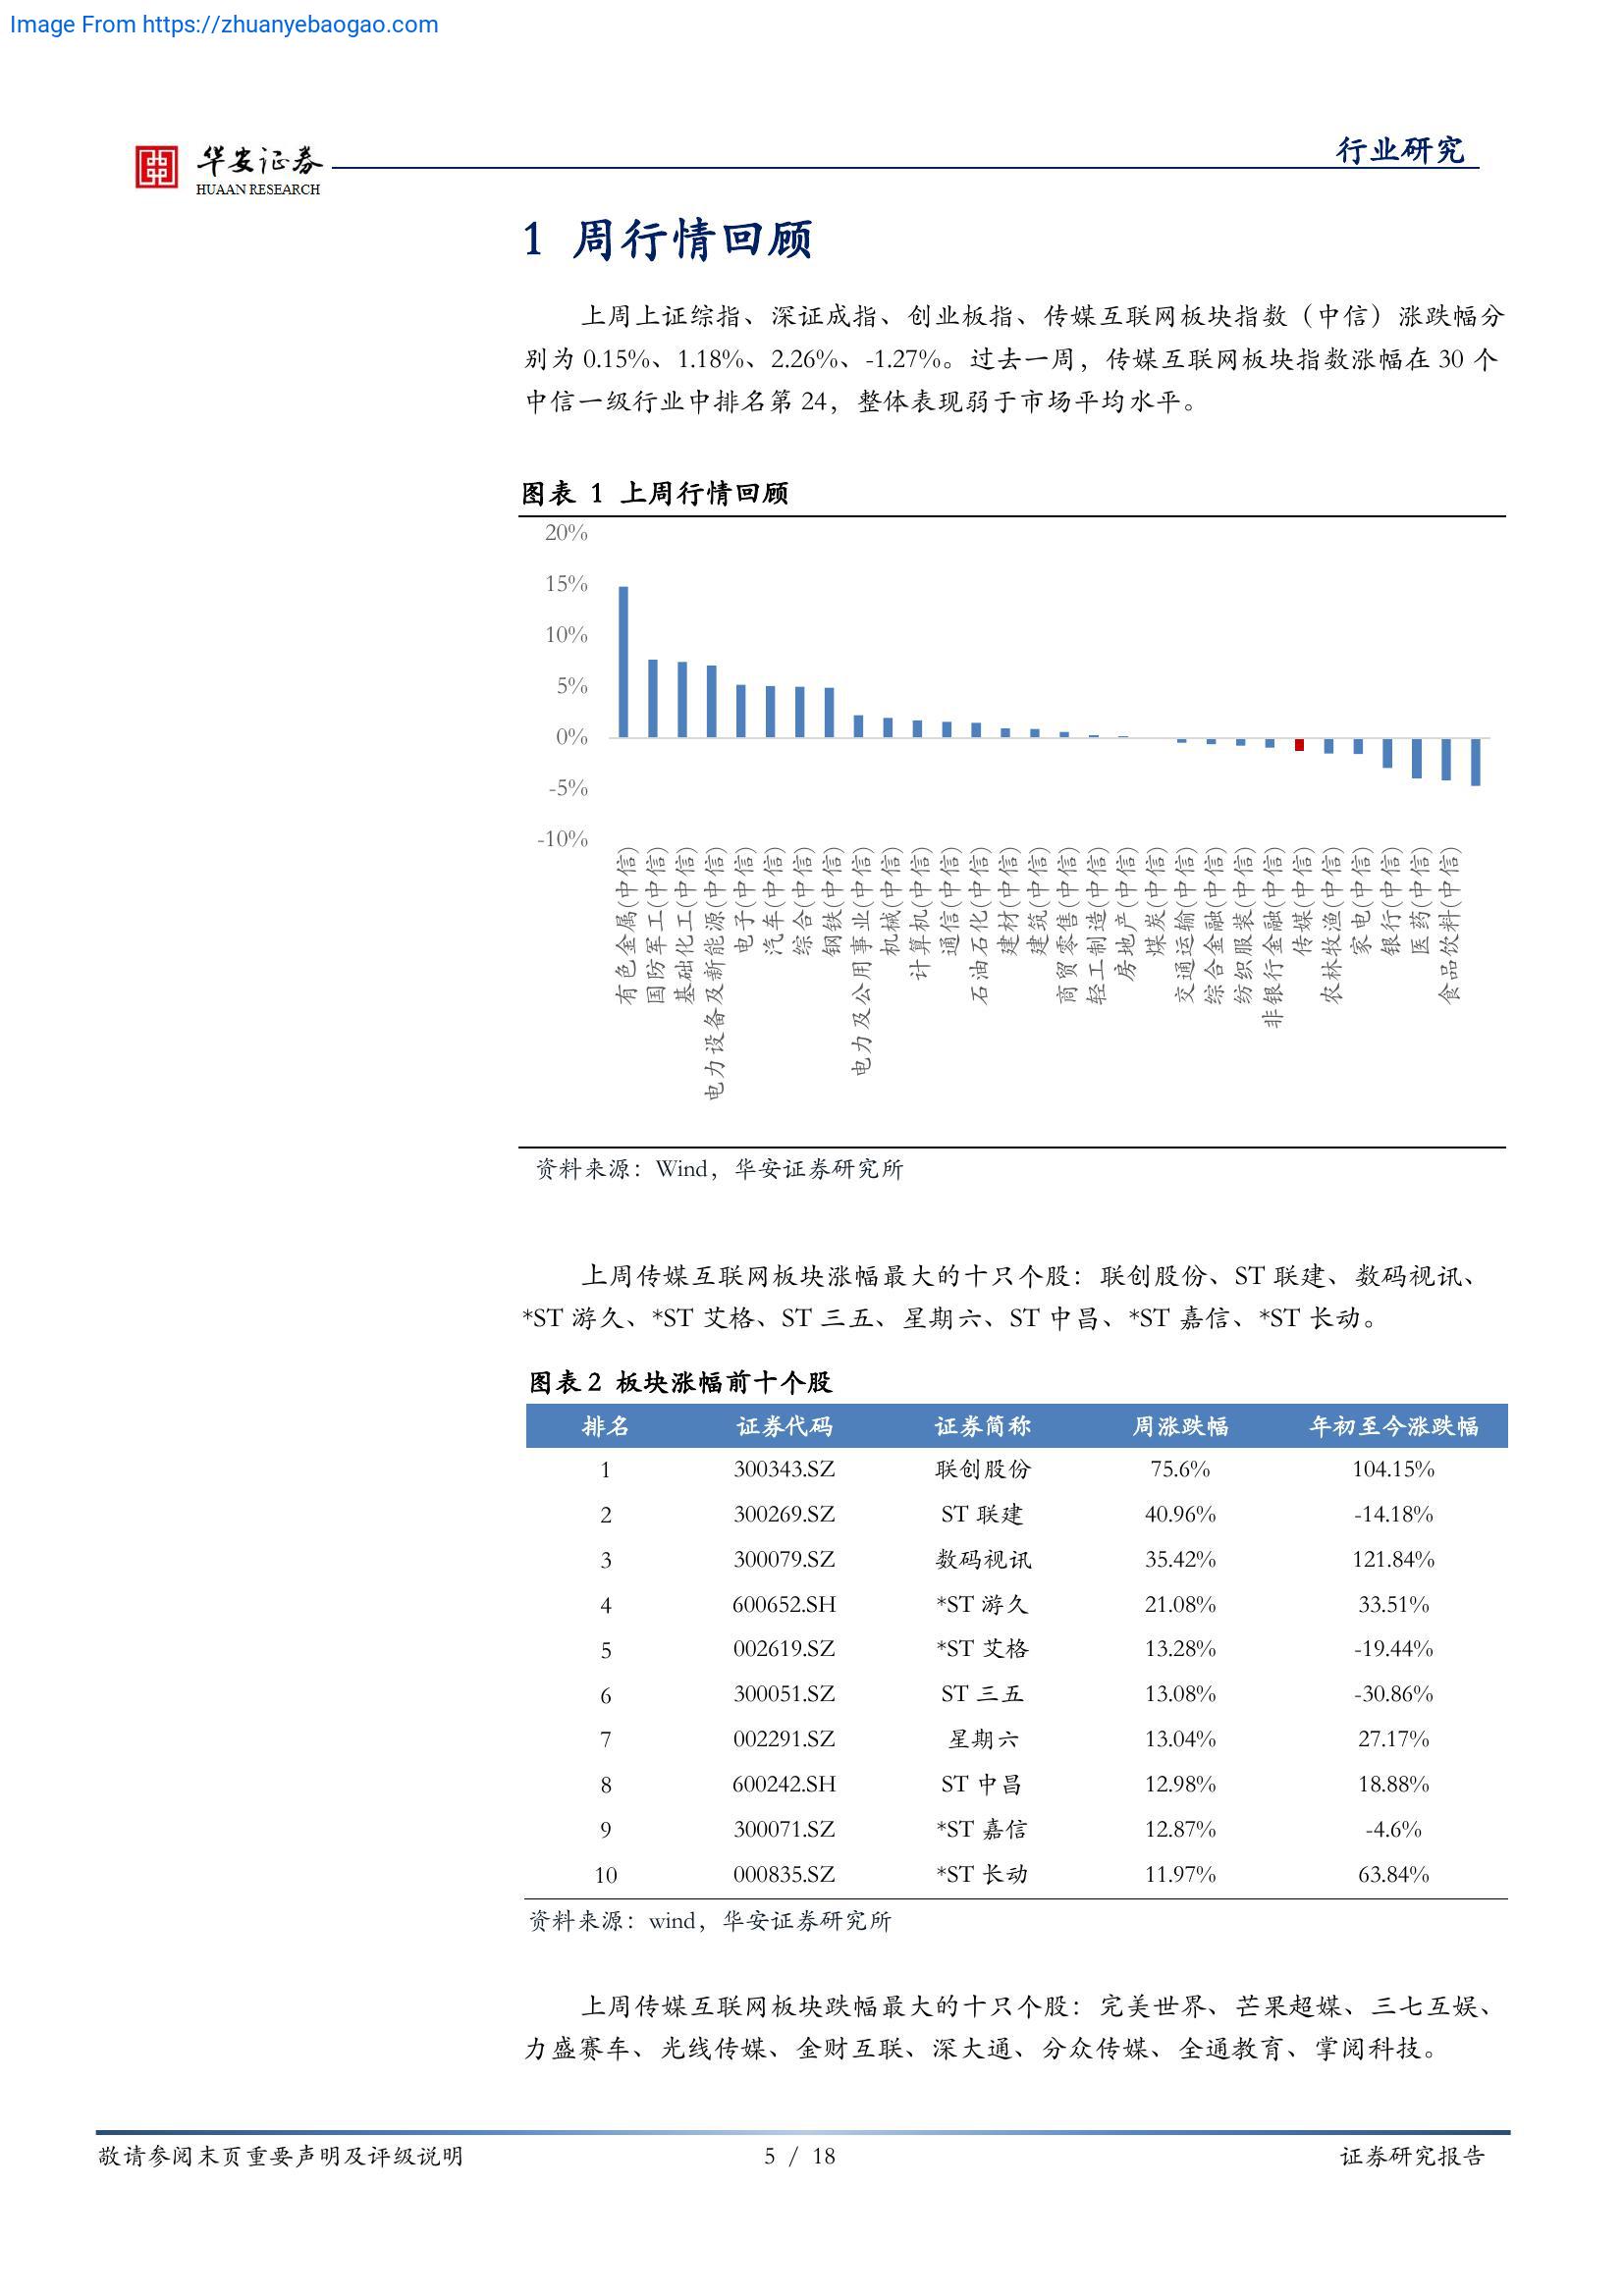 Image From https://zhuanyebaogao.com
华安证券
HUAAN RESEARCH
行业研究
1 周行情回顾
上周上证综指、深证成指、创业板指、传媒互联网板块指数（中信）涨跌幅分
别为 0.15%、1.18%、2.26%、-1.27%。过去一周，传媒互联网板块指数涨幅在 30 个
中信一级行业中排名第 24，整体表现弱于市场平均水平。
图表 1 上周行情回顾
20%
15%
10%
5%
0%
-5%
-10%
有色金属(中信)
国防军工(中信)
基础化工(中信)
电力设备及新能源(中信)
电子(中信)
汽车(中信)
综合(中信)
钢铁(中信)
电力及公用事业(中信)
机械(中信)
计算机(中信)
通信(中信)
石油石化(中信)
建材(中信)
建筑(中信)
商贸零售(中信)
轻工制造(中信)
房地产(中信)
煤炭(中信)
交通运输(中信)
综合金融(中信)
纺织服装(中信)
非银行金融(中信)
传媒(中信)
农林牧渔(中信)
家电(中信)
银行(中信)
医药(中信)
食品饮料(中信)
资料来源：Wind，华安证券研究所
上周传媒互联网板块涨幅最大的十只个股：联创股份、ST 联建、数码视讯、
*ST 游久、*ST 艾格、ST 三五、星期六、ST 中昌、*ST 嘉信、*ST 长动。
图表 2 板块涨幅前十个股
排名 证券代码 证券简称 周涨跌幅 年初至今涨跌幅
1 300343.SZ 联创股份 75.6% 104.15%
2 300269.SZ ST 联建 40.96% -14.18%
3 300079.SZ 数码视讯 35.42% 121.84%
4 600652.SH *ST 游久 21.08% 33.51%
5 002619.SZ *ST 艾格 13.28% -19.44%
6 300051.SZ ST 三五 13.08% -30.86%
7 002291.SZ 星期六 13.04% 27.17%
8 600242.SH ST 中昌 12.98% 18.88%
9 300071.SZ *ST 嘉信 12.87% -4.6%
10 000835.SZ *ST 长动 11.97% 63.84%
资料来源：wind，华安证券研究所
上周传媒互联网板块跌幅最大的十只个股：完美世界、芒果超媒、三七互娱、
力盛赛车、光线传媒、金财互联、深大通、分众传媒、全通教育、掌阅科技。
敬请参阅末页重要声明及评级说明
5 / 18
证券研究报告